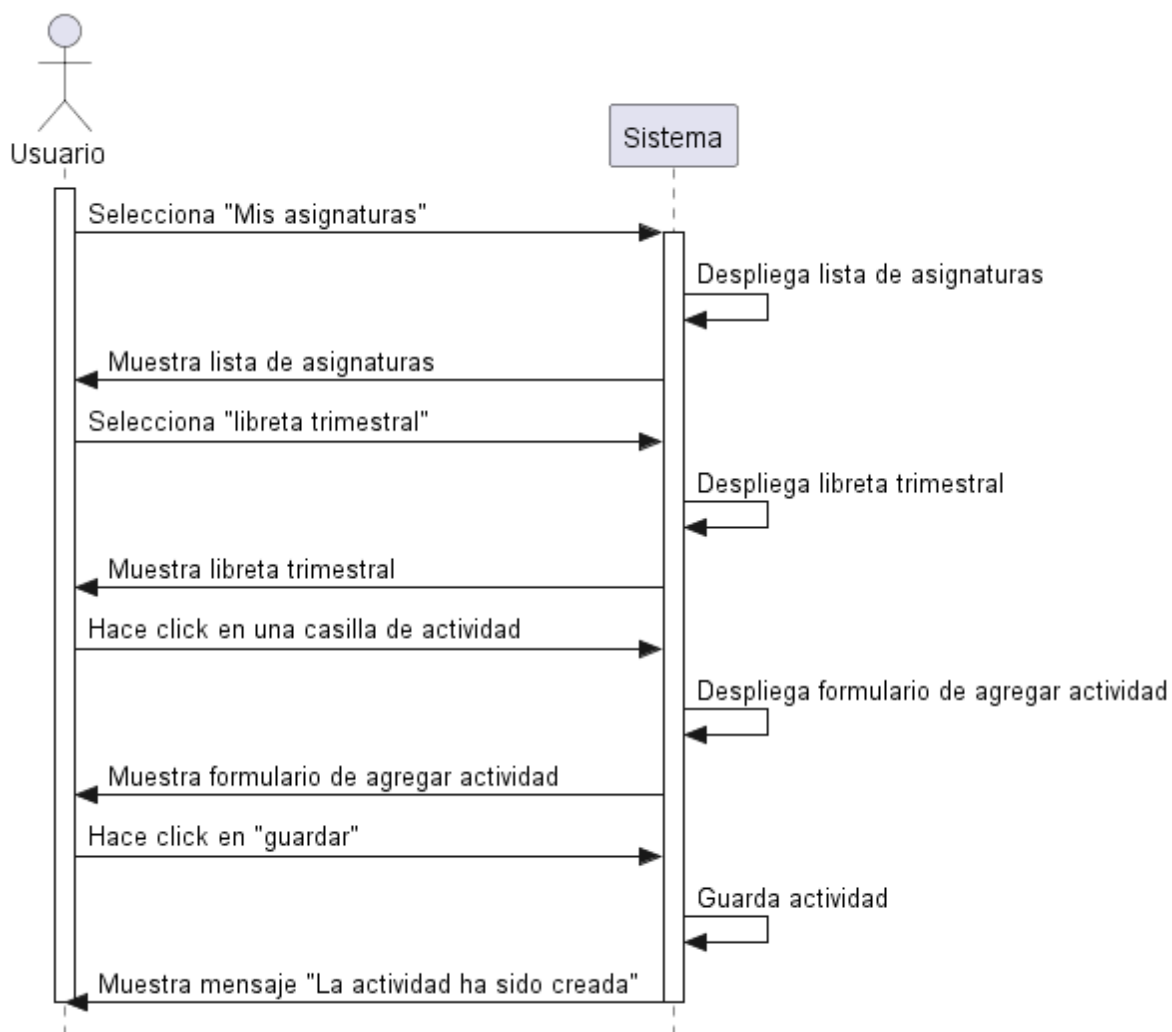 Usuario
Sistema
Selecciona "Mis asignaturas"
Despliega lista de asignaturas
Muestra lista de asignaturas
Selecciona "libreta trimestral"
Despliega libreta trimestral
Muestra libreta trimestral
Hace click en una casilla de actividad
Despliega formulario de agregar actividad
Muestra formulario de agregar actividad
Hace click en "guardar"
Guarda actividad
Muestra mensaje "La actividad ha sido creada"